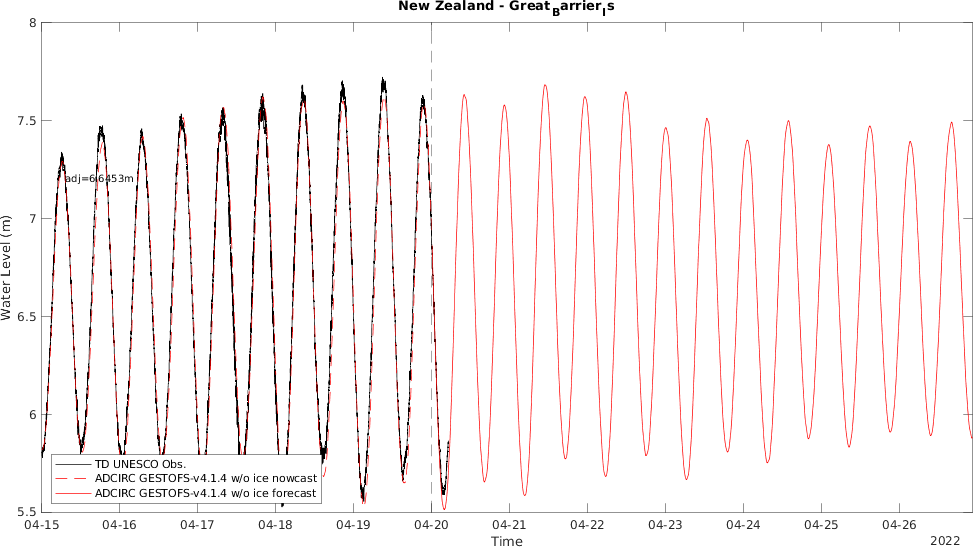 New Zealand - Great_Barrier_Is
8
7.5
7
6.5
6
5.5
Water Level (m)
adj=6.6453m
TD UNESCO Obs.
ADCIRC GESTOFS-v4.1.4 w/o ice nowcast
ADCIRC GESTOFS-v4.1.4 w/o ice forecast
04-15 04-16 04-17 04-18 04-19 04-20 04-21 04-22 04-23 04-24 04-25 04-26
Time
2022